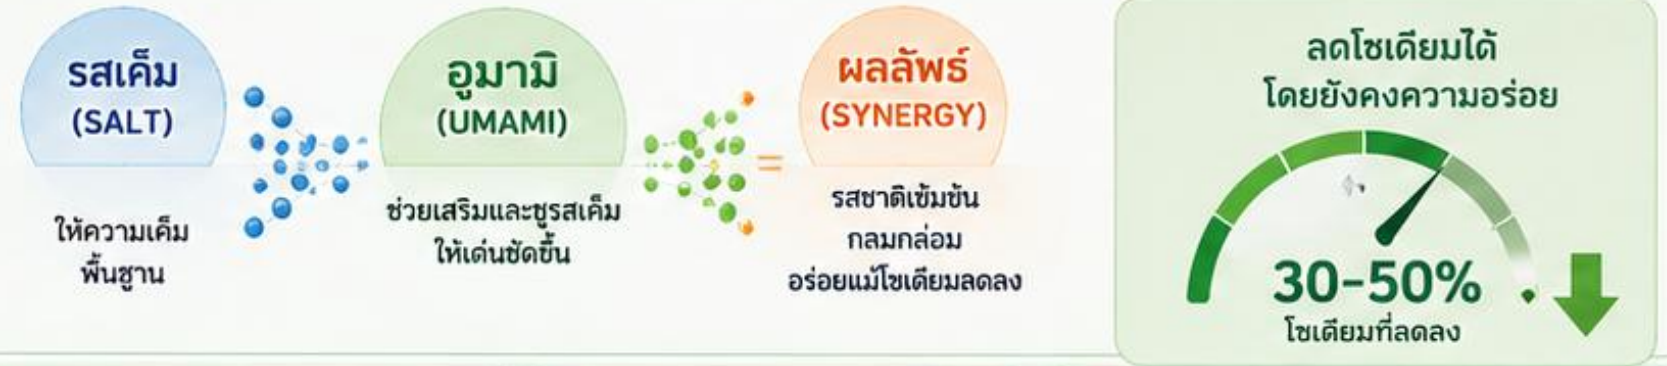 รสเค็ม
(SALT)
ให้ความเค็ม
พื้นฐาน
อูมามิ
(UMAMI)
ช่วยเสริมและชูรสเค็ม
ให้เด่นชัดขึ้น
=
ผลลัพธ์
(SYNERGY)
รสชาติเข้มข้น
กลมกล่อม
อร่อยแม้โซเดียมลดลง
ลดโซเดียมได้
โดยยังคงความอร่อย
30-50%
โซเดียมที่ลดลง